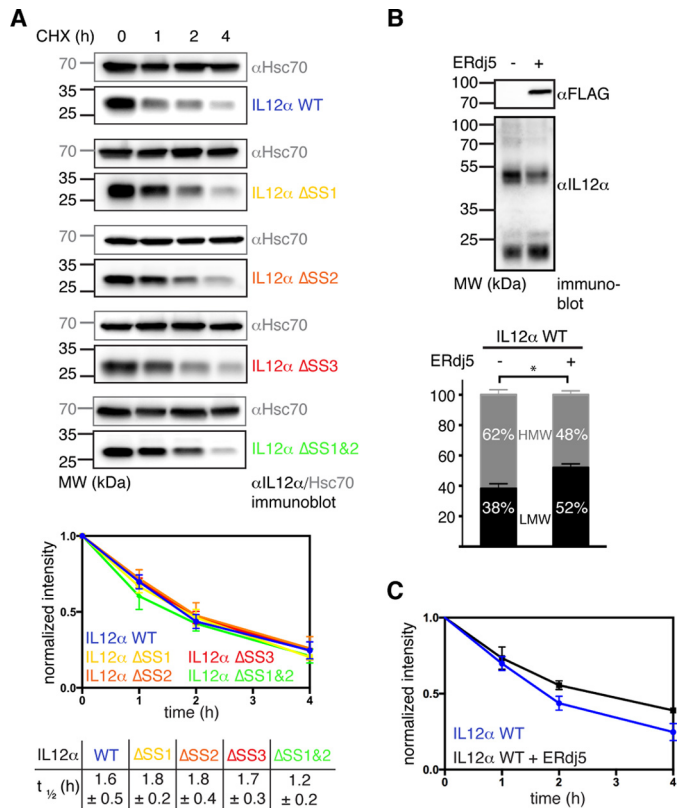 A
CHX (h) 0 1 2 4
70 αHsc70
35
25 IL12α WT
70 αHsc70
35
25 IL12α ΔSS1
70 αHsc70
35
25 IL12α ΔSS2
70 αHsc70
35
25 IL12α ΔSS3
70 αHsc70
35
25 IL12α ΔSS1&2
MW (kDa) αIL12α/Hsc70
immunoblot
normalized intensity
1.0
0.5
0.0
0 1 2 3 4
time (h)
IL12α WT
IL12α ΔSS1 IL12α ΔSS3
IL12α ΔSS2 IL12α ΔSS1&2
IL12α WT ΔSS1 ΔSS2 ΔSS3 ΔSS1&2
t ½ (h) 1.6 1.8 1.8 1.7 1.2
± 0.5 ± 0.2 ± 0.4 ± 0.3 ± 0.2
B
ERdj5 - +
100
70 αFLAG
100
70
55 αIL12α
35
25
MW (kDa) immuno-
blot
IL12α WT
ERdj5 - +
*
100
80
60
40
20
62% HMW 48%
38% LMW 52%
C
normalized intensity
1.0
0.5
0.0
0 1 2 3 4
time (h)
IL12α WT
IL12α WT + ERdj5